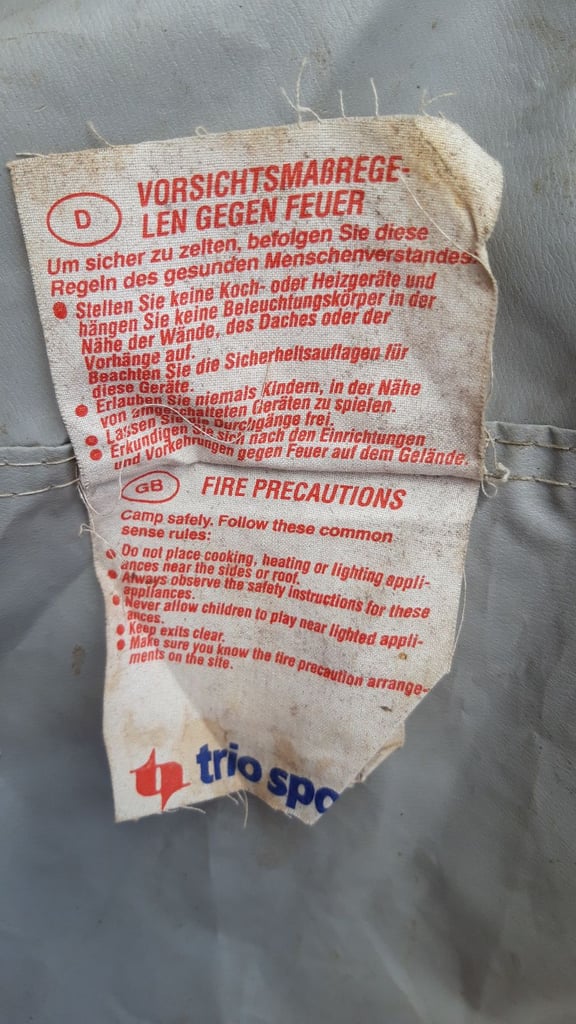 D
VORSICHTSMAßREGE-
LEN GEGEN FEUER
Um sicher zu zelten, befolgen Sie diese
Regeln des gesunden Menschenverstandes:
Stellen Sie keine Koch- oder Heizgeräte und
hängen Sie keine Beleuchtungskörper in der
Nähe der Wände, des Daches oder der
Vorhänge auf.
Beachten Sie die Sicherheitsauflagen für
diese Geräte.
Erlauben Sie niemals Kindern, in der Nähe
von angeschalteten Geräten zu spielen.
Lassen Sie Durchgänge frei.
Erkundigen Sie sich nach den Einrichtungen
und Vorkehrungen gegen Feuer auf dem Gelände.
GB
FIRE PRECAUTIONS
Camp safely. Follow these common
sense rules:
Do not place cooking, heating or lighting appli-
ances near the sides or roof.
Always observe the safety instructions for these
appliances.
Never allow children to play near lighted appli-
ances.
Keep exits clear.
Make sure you know the fire precaution arrange-
ments on the site.
trio spo